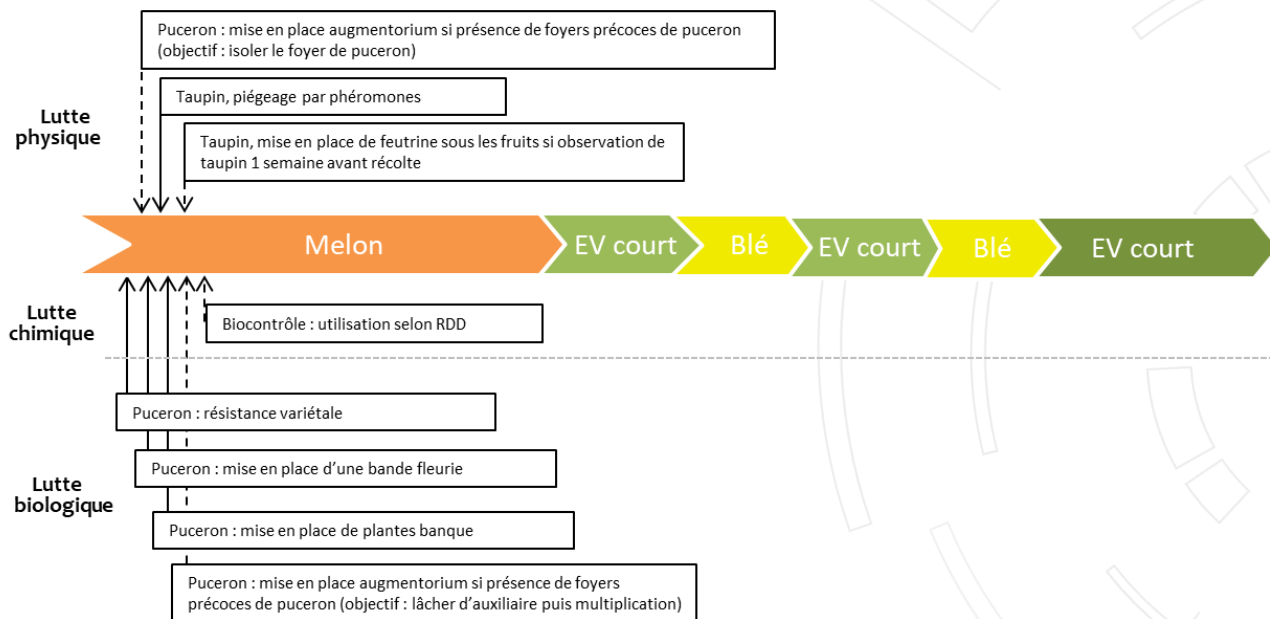 Puceron : mise en place augmentorium si présence de foyers précoces de puceron
(objectif : isoler le foyer de puceron)
Lutte
physique
Taupin, piégeage par phéromones
Taupin, mise en place de feutrine sous les fruits si observation de
taupin 1 semaine avant récolte
Melon
EV court
Blé
EV court
Blé
EV court
Lutte
chimique
Biocontrôle : utilisation selon RDD
Puceron : résistance variétale
Lutte
biologique
Puceron : mise en place d’une bande fleurie
Puceron : mise en place de plantes banque
Puceron : mise en place augmentorium si présence de foyers
précoces de puceron (objectif : lâcher d’auxiliaire puis multiplication)